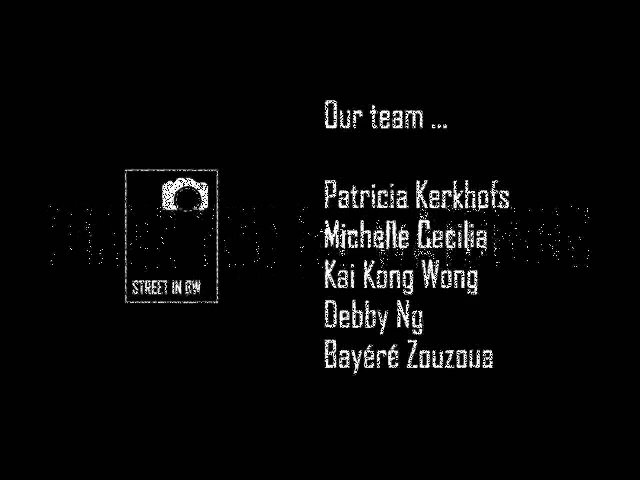 Our team ...
Patricia Kerkhofs
Michelle Cecilia
Kai Kong Wong
Debby Ng
Bayéré Zouzoua
STREET IN BW